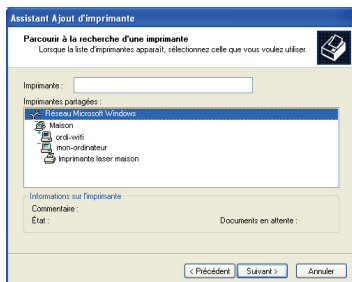 Assistant Ajout d'imprimante
Parcourir à la recherche d'une imprimante
Lorsque la liste d'imprimantes apparaît, sélectionnez celle que vous voulez utiliser.
Imprimante :
Imprimantes partagées :
Réseau Microsoft Windows
Maison
ordi-wifi
mon-ordinateur
Imprimante laser maison
Informations sur l'imprimante
Commentaire :
État :
Documents en attente :
< Précédent
Suivant >
Annuler